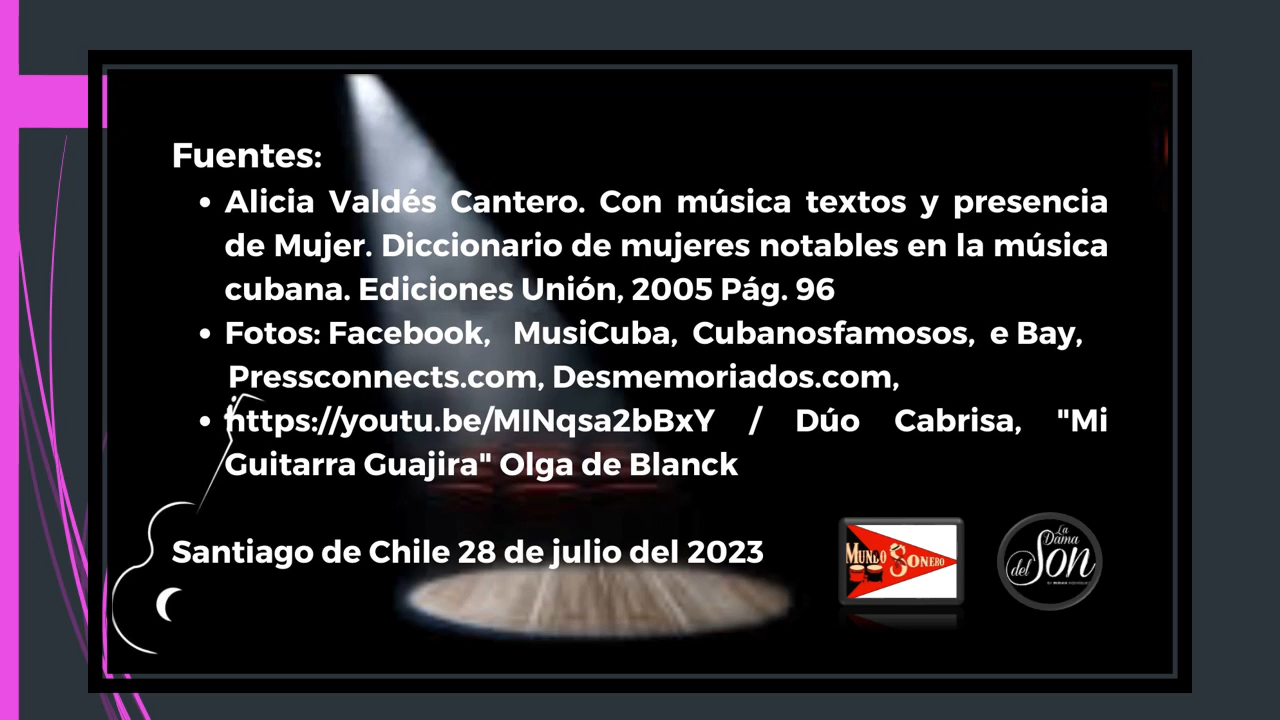 Fuentes:
• Alicia Valdés Cantero. Con música textos y presencia
de Mujer. Diccionario de mujeres notables en la música
cubana. Ediciones Unión, 2005 Pág. 96
• Fotos: Facebook, MusiCuba, Cubanosfamosos, e Bay,
Pressconnects.com, Desmemoriados.com,
• https://youtu.be/MINqsa2bBxY / Dúo Cabrisa, "Mi
Guitarra Guajira" Olga de Blanck
Santiago de Chile 28 de julio del 2023
MUNDO SONERO
La
Dama
del Son